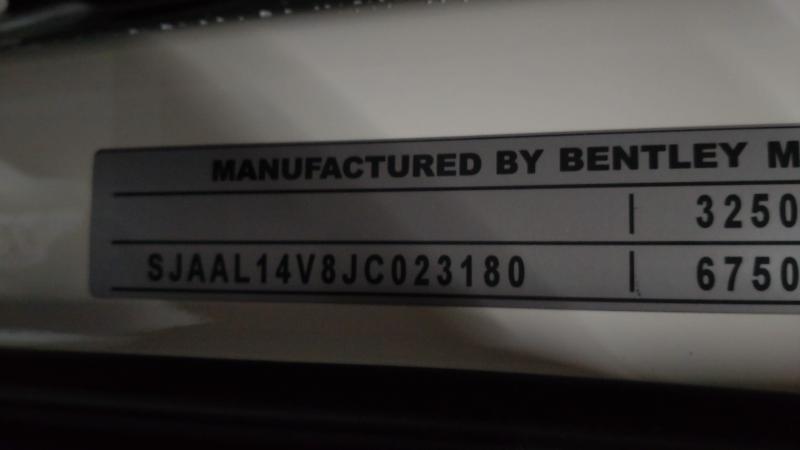 MANUFACTURED BY BENTLEY M
| 3250
SJAAL14V8JC023180 | 6750